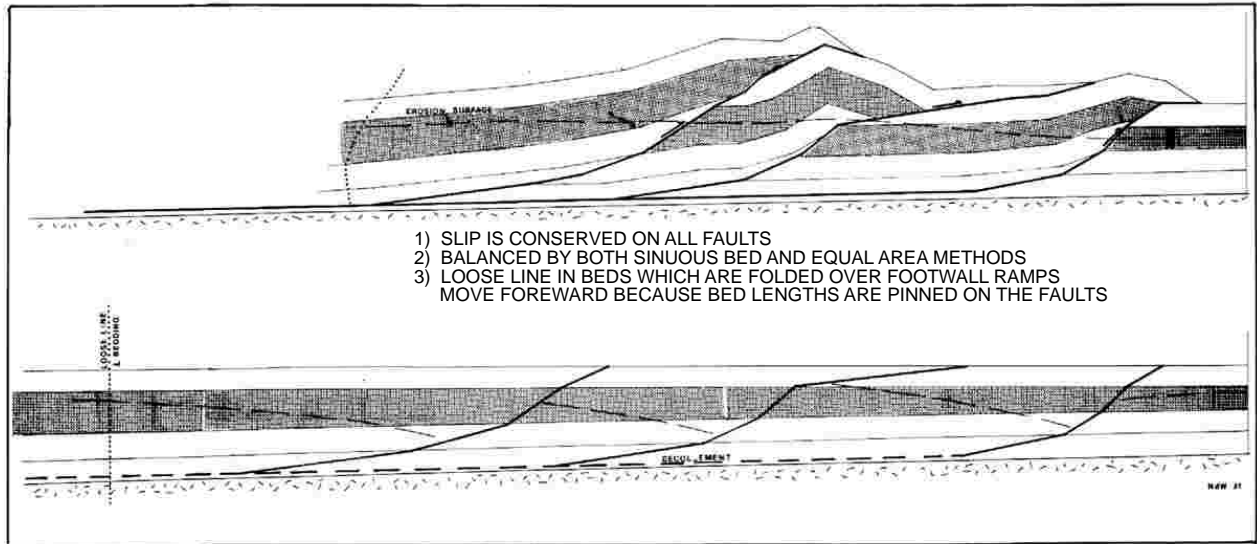 EROSION SURFACE
1) SLIP IS CONSERVED ON ALL FAULTS
2) BALANCED BY BOTH SINUOUS BED AND EQUAL AREA METHODS
3) LOOSE LINE IN BEDS WHICH ARE FOLDED OVER FOOTWALL RAMPS
MOVE FOREWARD BECAUSE BED LENGTHS ARE PINNED ON THE FAULTS
LOOSE LINE
⊥ BEDDING
DECOLLEMENT